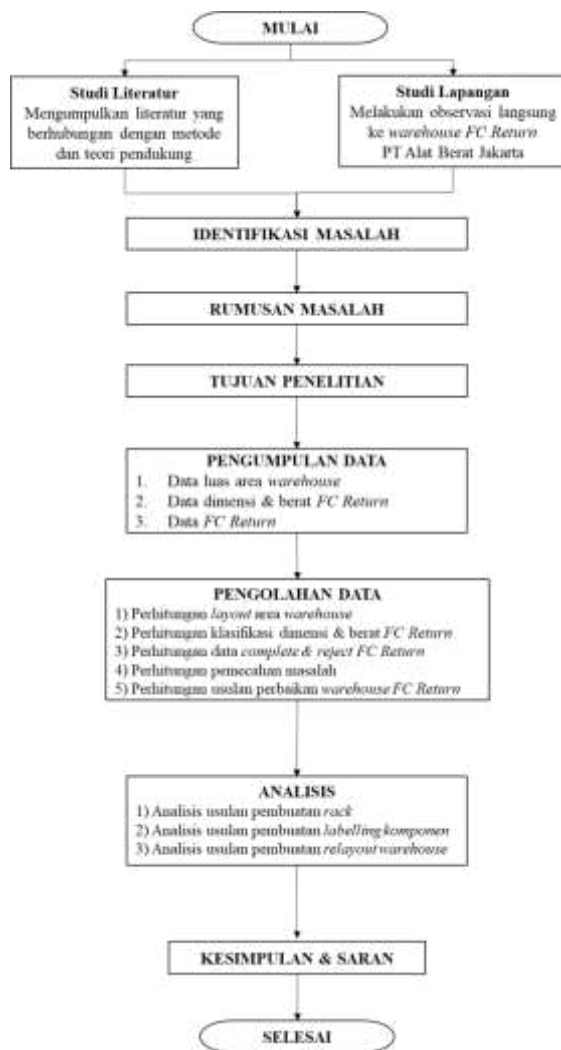 MULAI
Studi Literatur
Mengumpulkan literatur yang
berhubungan dengan metode
dan teori pendukung
Studi Lapangan
Melakukan observasi langsung
ke warehouse FC Return
PT Alat Berat Jakarta
IDENTIFIKASI MASALAH
RUMUSAN MASALAH
TUJUAN PENELITIAN
PENGUMPULAN DATA
1. Data luas area warehouse
2. Data dimensi & berat FC Return
3. Data FC Return
PENGOLAHAN DATA
1) Perhitungan layout area warehouse
2) Perhitungan klasifikasi dimensi & berat FC Return
3) Perhitungan data complete & reject FC Return
4) Perhitungan pemecahan masalah
5) Perhitungan usulan perbaikan warehouse FC Return
ANALISIS
1) Analisis usulan pembuatan rack
2) Analisis usulan pembuatan labelling komponen
3) Analisis usulan pembuatan relayout warehouse
KESIMPULAN & SARAN
SELESAI